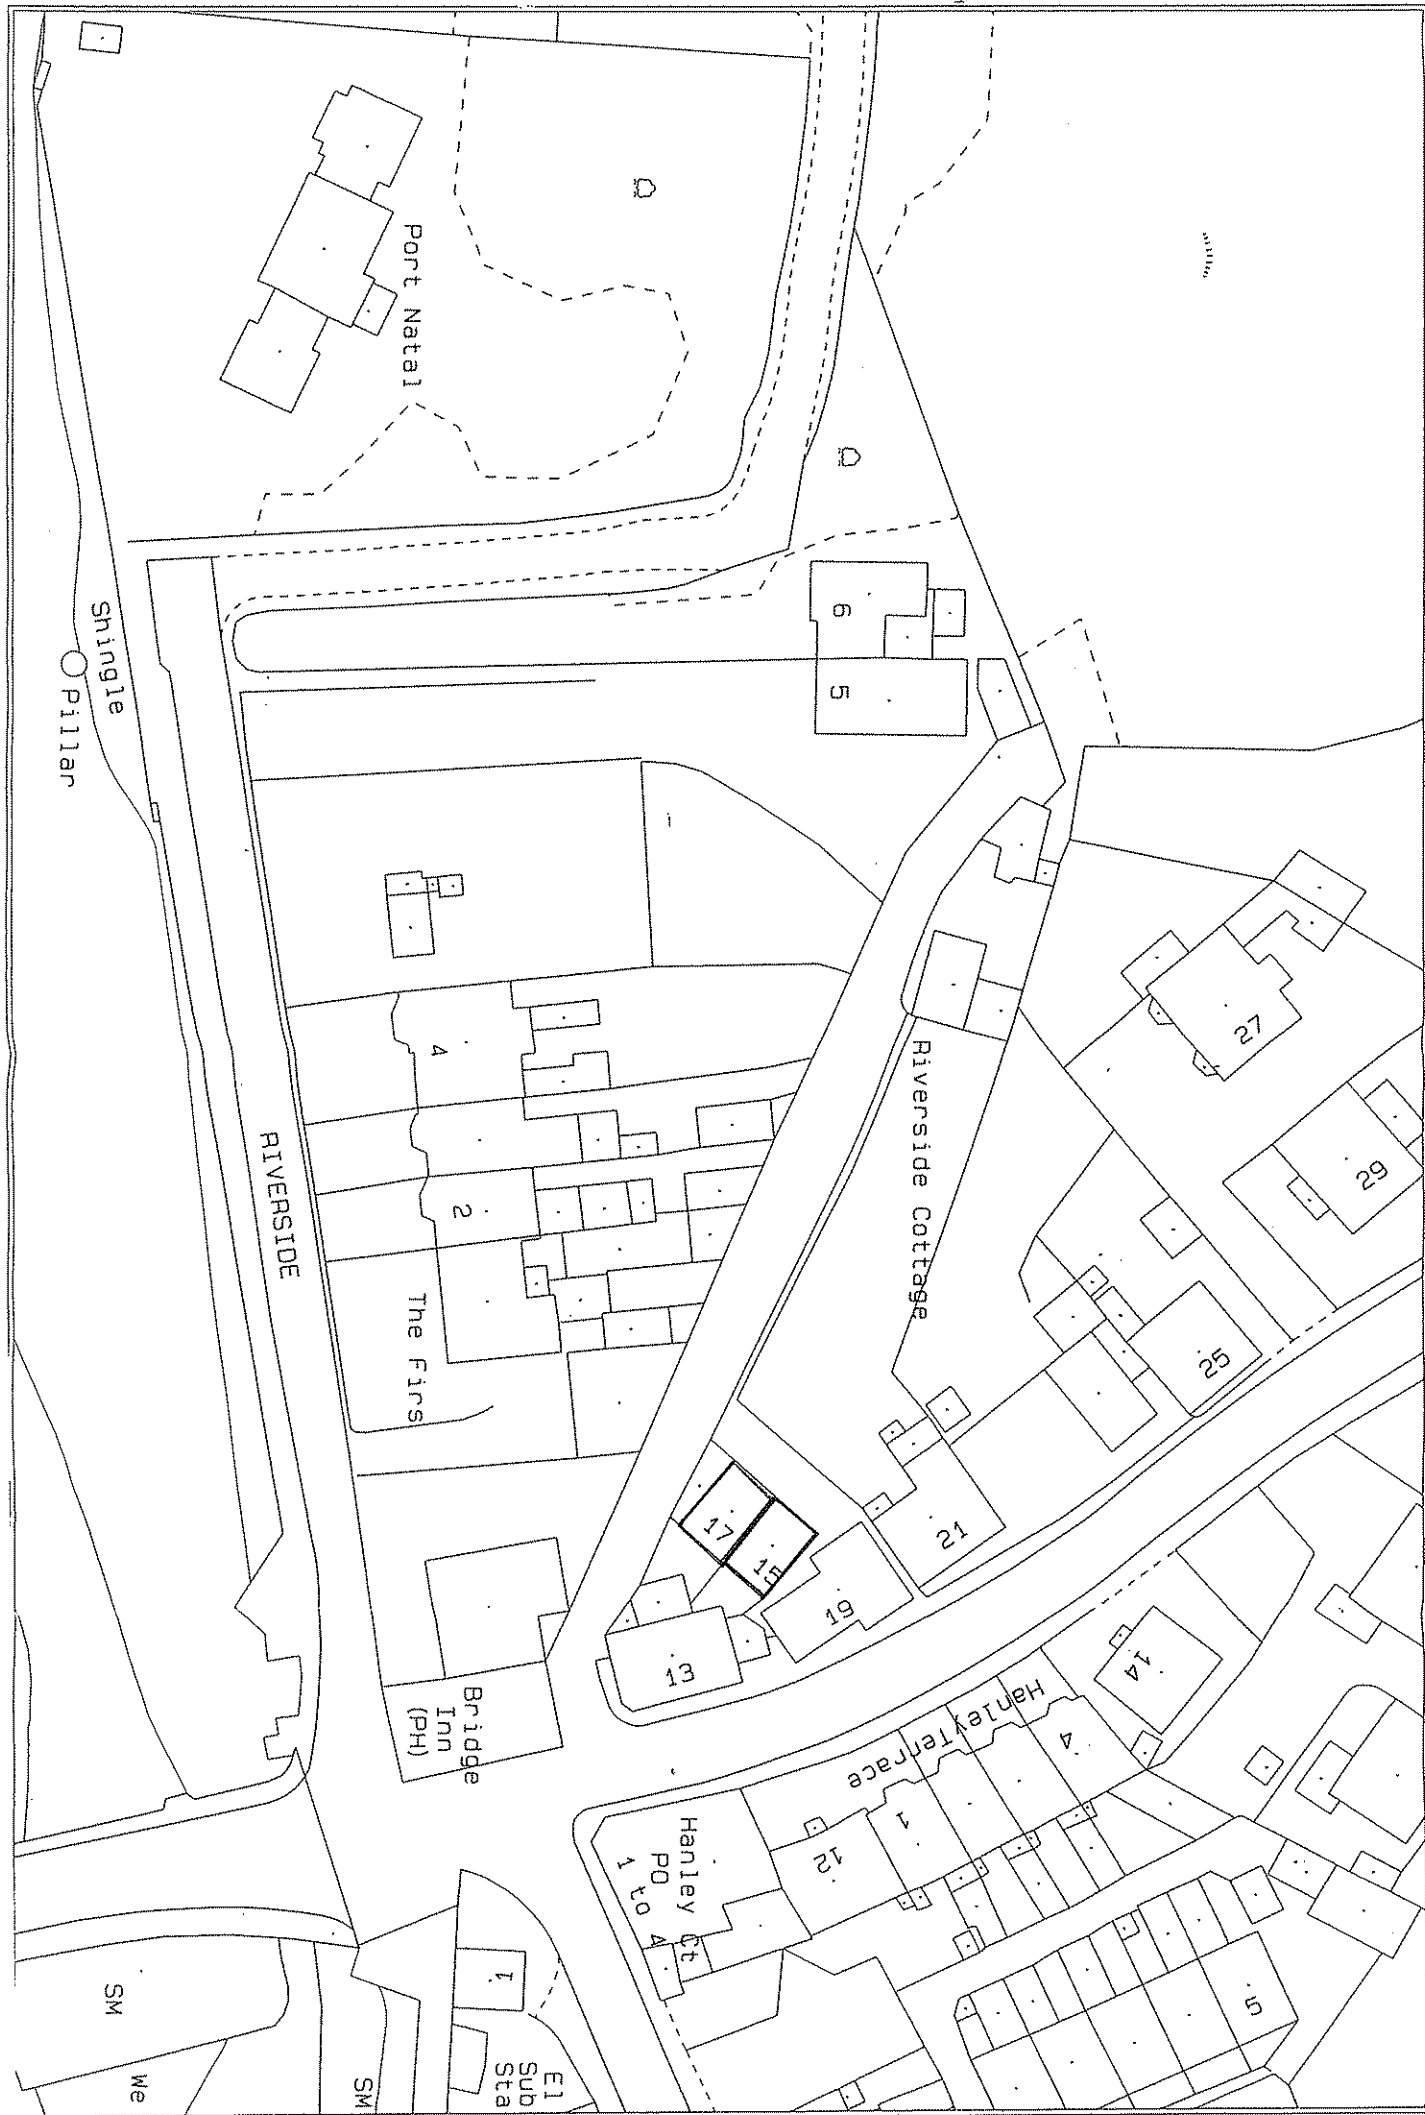 Port Natal
Shingle
Pillar
6
5
27
29
Riverside Cottage
4
2
RIVERSIDE
The Firs
25
21
17
15
19
13
14
Bridge
Inn
(PH)
Hanley Terrace
4
1
12
Hanley Ct
PO
1 to 4
5
1
El
Sub
Sta
SM
SM
We